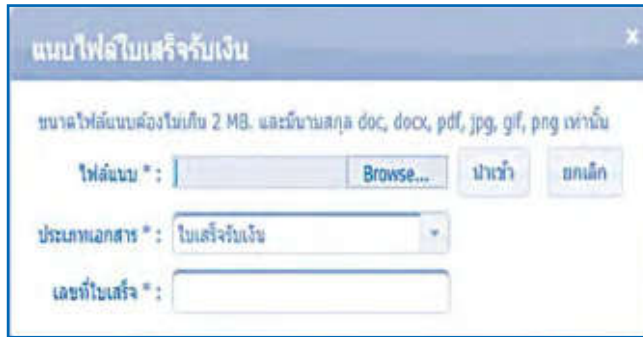 แนบไฟล์ใบเสร็จรับเงิน x
ขนาดไฟล์แนบต้องไม่เกิน 2 MB. และมีนามสกุล doc, docx, pdf, jpg, gif, png เท่านั้น
ไฟล์แนบ * : Browse... นำเข้า ยกเลิก
ประเภทเอกสาร * : ใบเสร็จรับเงิน
เลขที่ใบเสร็จ * :